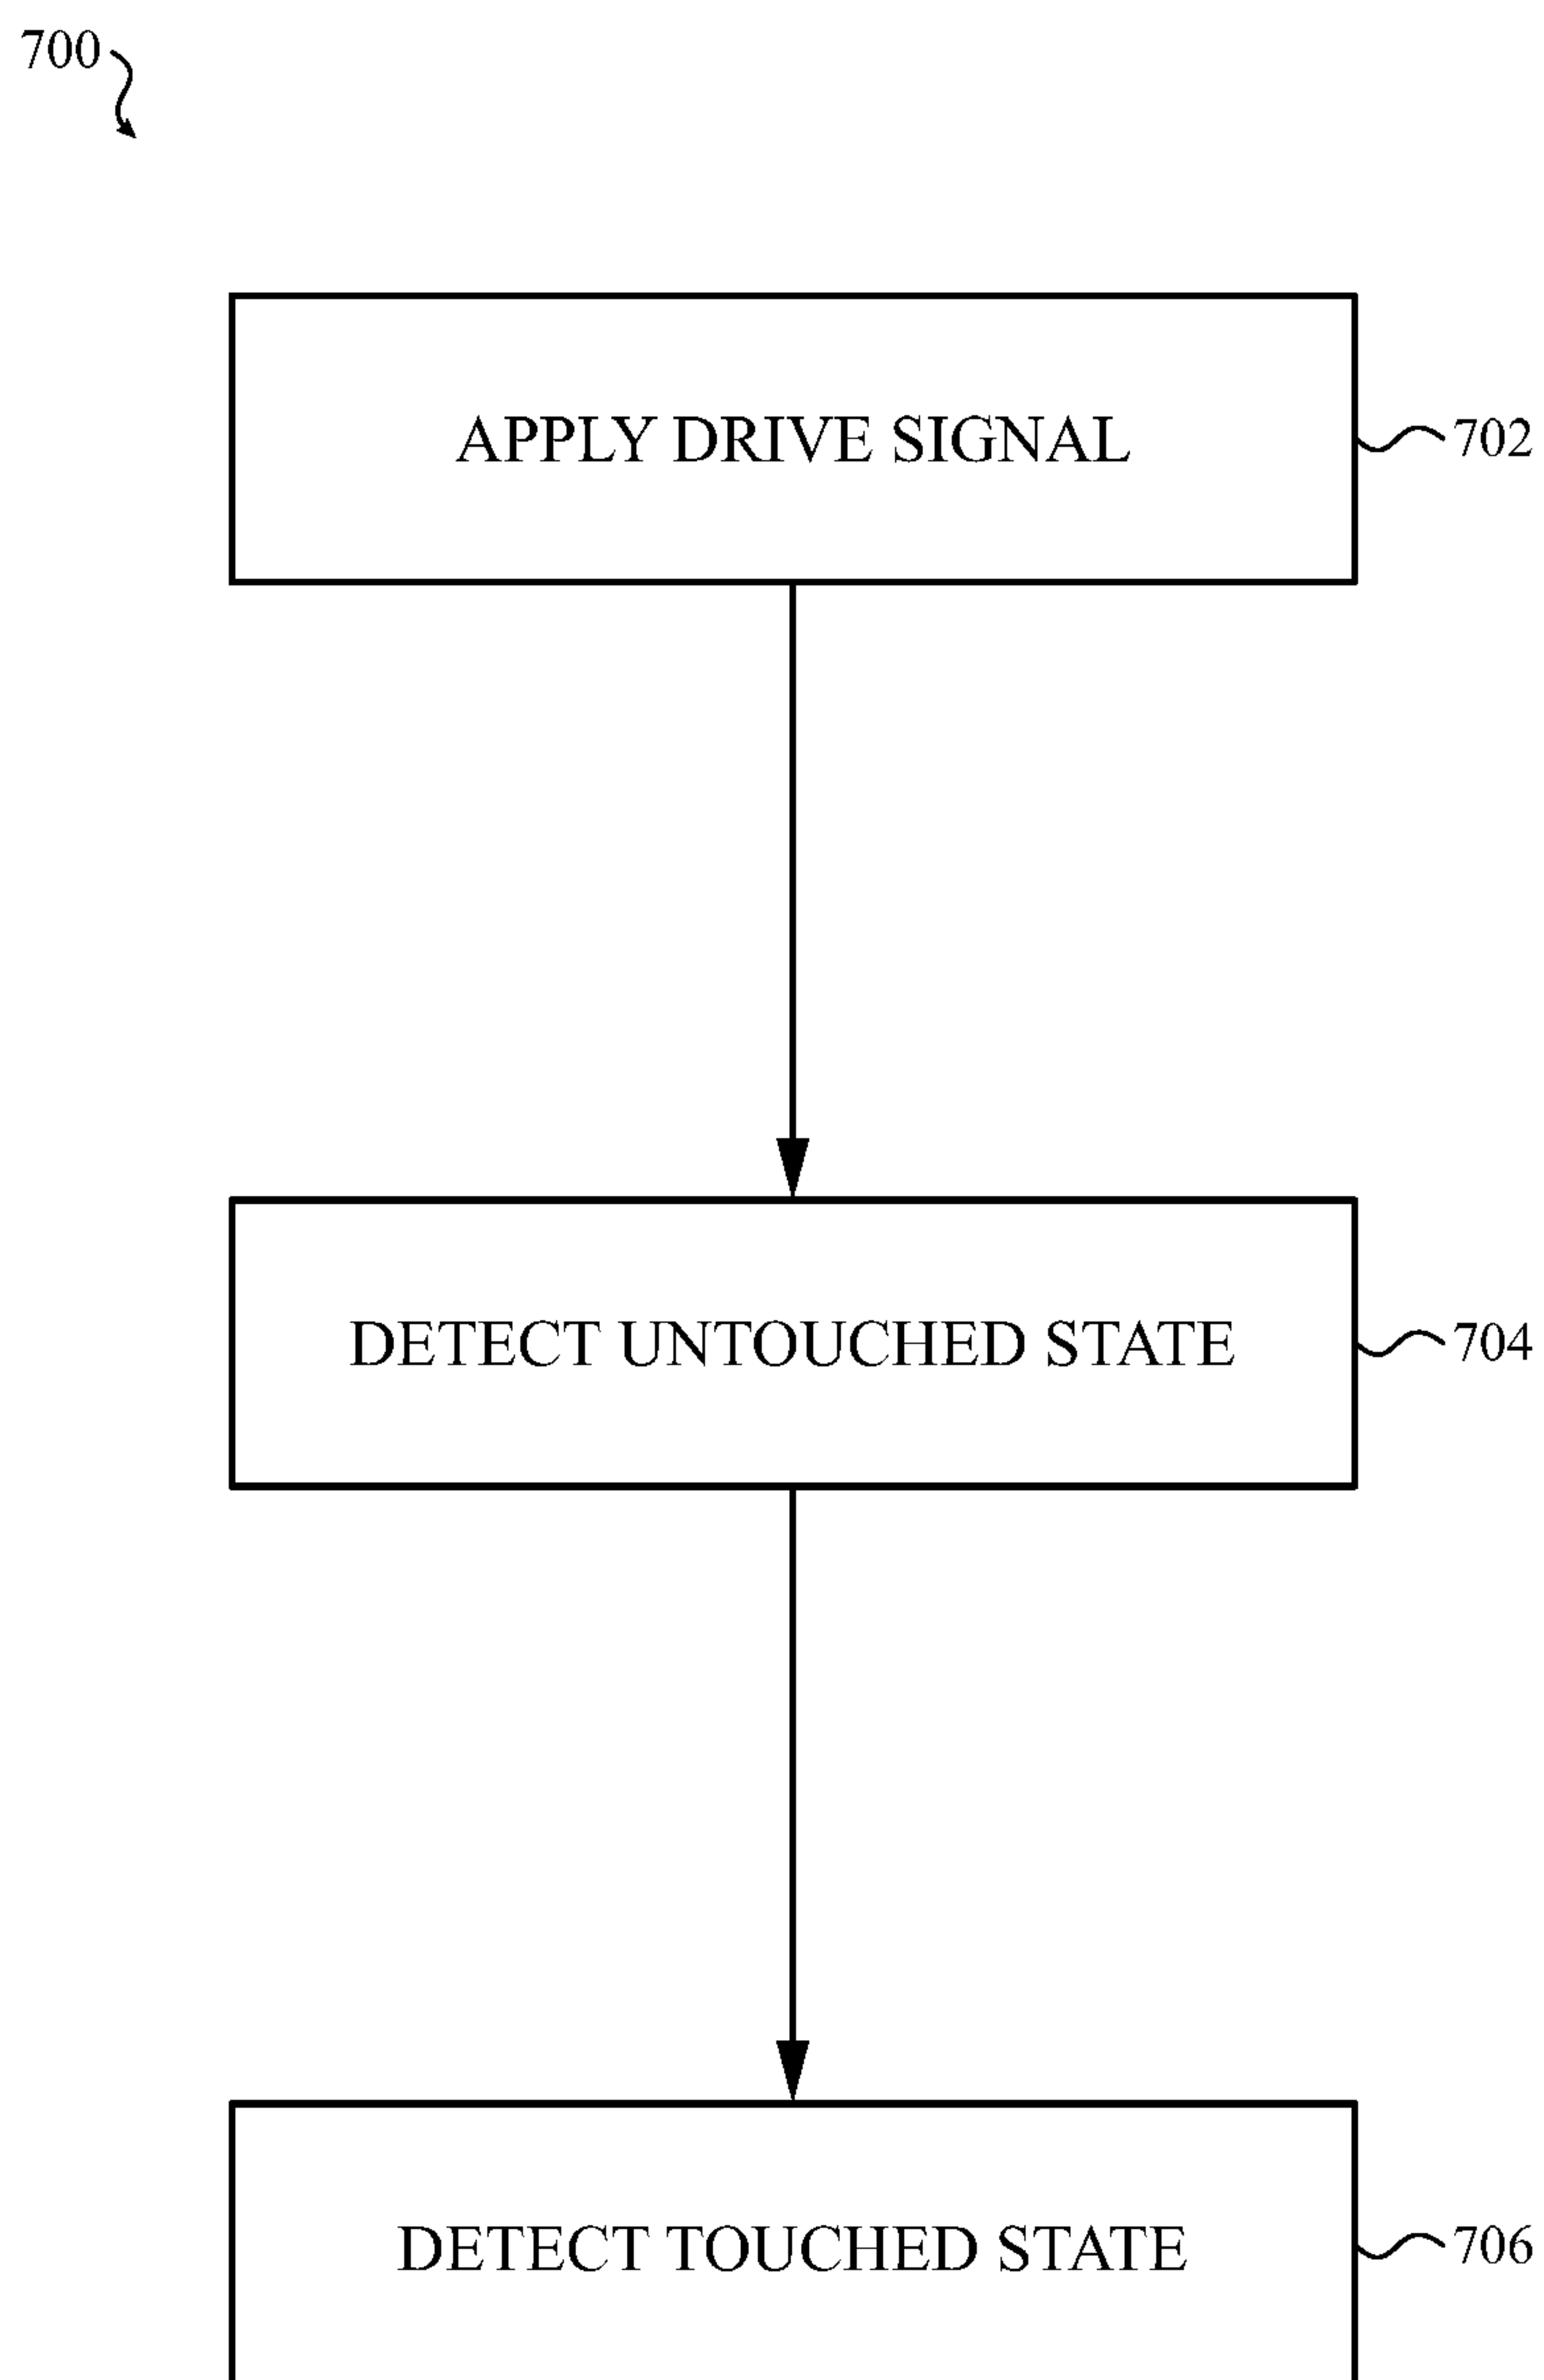 700
APPLY DRIVE SIGNAL
702
DETECT UNTOUCHED STATE
704
DETECT TOUCHED STATE
706